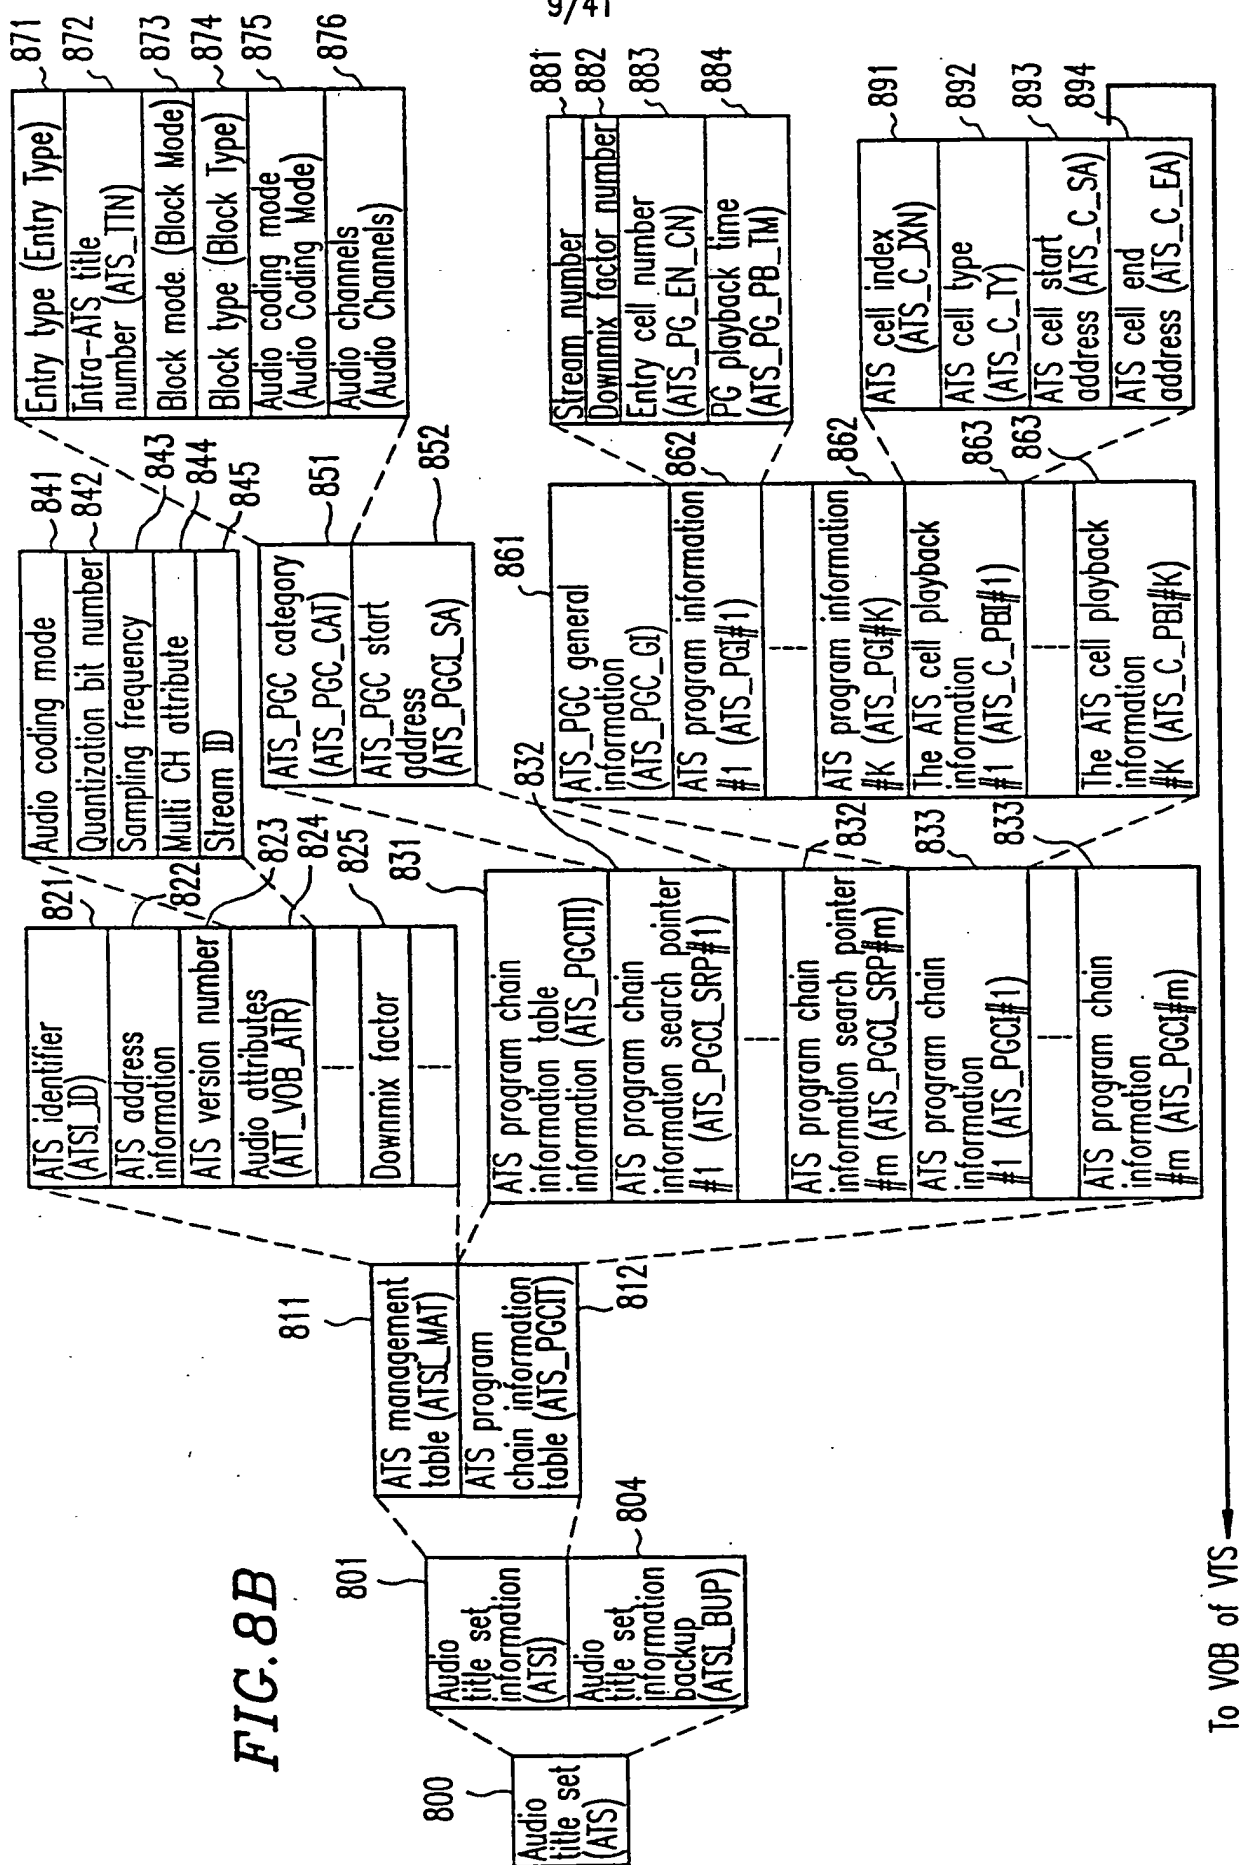 9/41
FIG.8B
800
Audio
title set
(ATS)
801
Audio
title set
information
(ATSI)
804
Audio
title set
information
backup
(ATSI_BUP)
811
ATS management
table (ATSI_MAT)
812
ATS program
chain information
table (ATS_PGCIT)
821
ATS identifier
(ATSI_ID)
822
ATS address
information
823
ATS version number
824
Audio attributes
(ATT_VOB_ATR)
825
Downmix factor
831
ATS program chain
information table
information (ATS_PGCITI)
832
ATS program chain
information search pointer
#1 (ATS_PGCI_SRP#1)
832
ATS program chain
information search pointer
#m (ATS_PGCI_SRP#m)
833
ATS program chain
information
#1 (ATS_PGCI#1)
833
ATS program chain
information
#m (ATS_PGCI#m)
841
Audio coding mode
842
Quantization bit number
843
Sampling frequency
844
Multi CH attribute
845
Stream ID
851
ATS_PGC category
(ATS_PGC_CAT)
852
ATS_PGC start
address
(ATS_PGCI_SA)
861
ATS_PGC general
information
(ATS_PGC_GI)
862
ATS program information
#1 (ATS_PGI#1)
862
ATS program information
#K (ATS_PGI#K)
863
The ATS cell playback
information
#1 (ATS_C_PBI#1)
863
The ATS cell playback
information
#K (ATS_C_PBI#K)
871
Entry type (Entry Type)
872
Intra-ATS title
number (ATS_TTN)
873
Block mode. (Block Mode)
874
Block type (Block Type)
875
Audio coding mode
(Audio Coding Mode)
876
Audio channels
(Audio Channels)
881
Stream number
882
Downmix factor number
883
Entry cell number
(ATS_PG_EN_CN)
884
PG playback time
(ATS_PG_PB_TM)
891
ATS cell index
(ATS_C_IXN)
892
ATS cell type
(ATS_C_TY)
893
ATS cell start
address (ATS_C_SA)
894
ATS cell end
address (ATS_C_EA)
To VOB of VTS